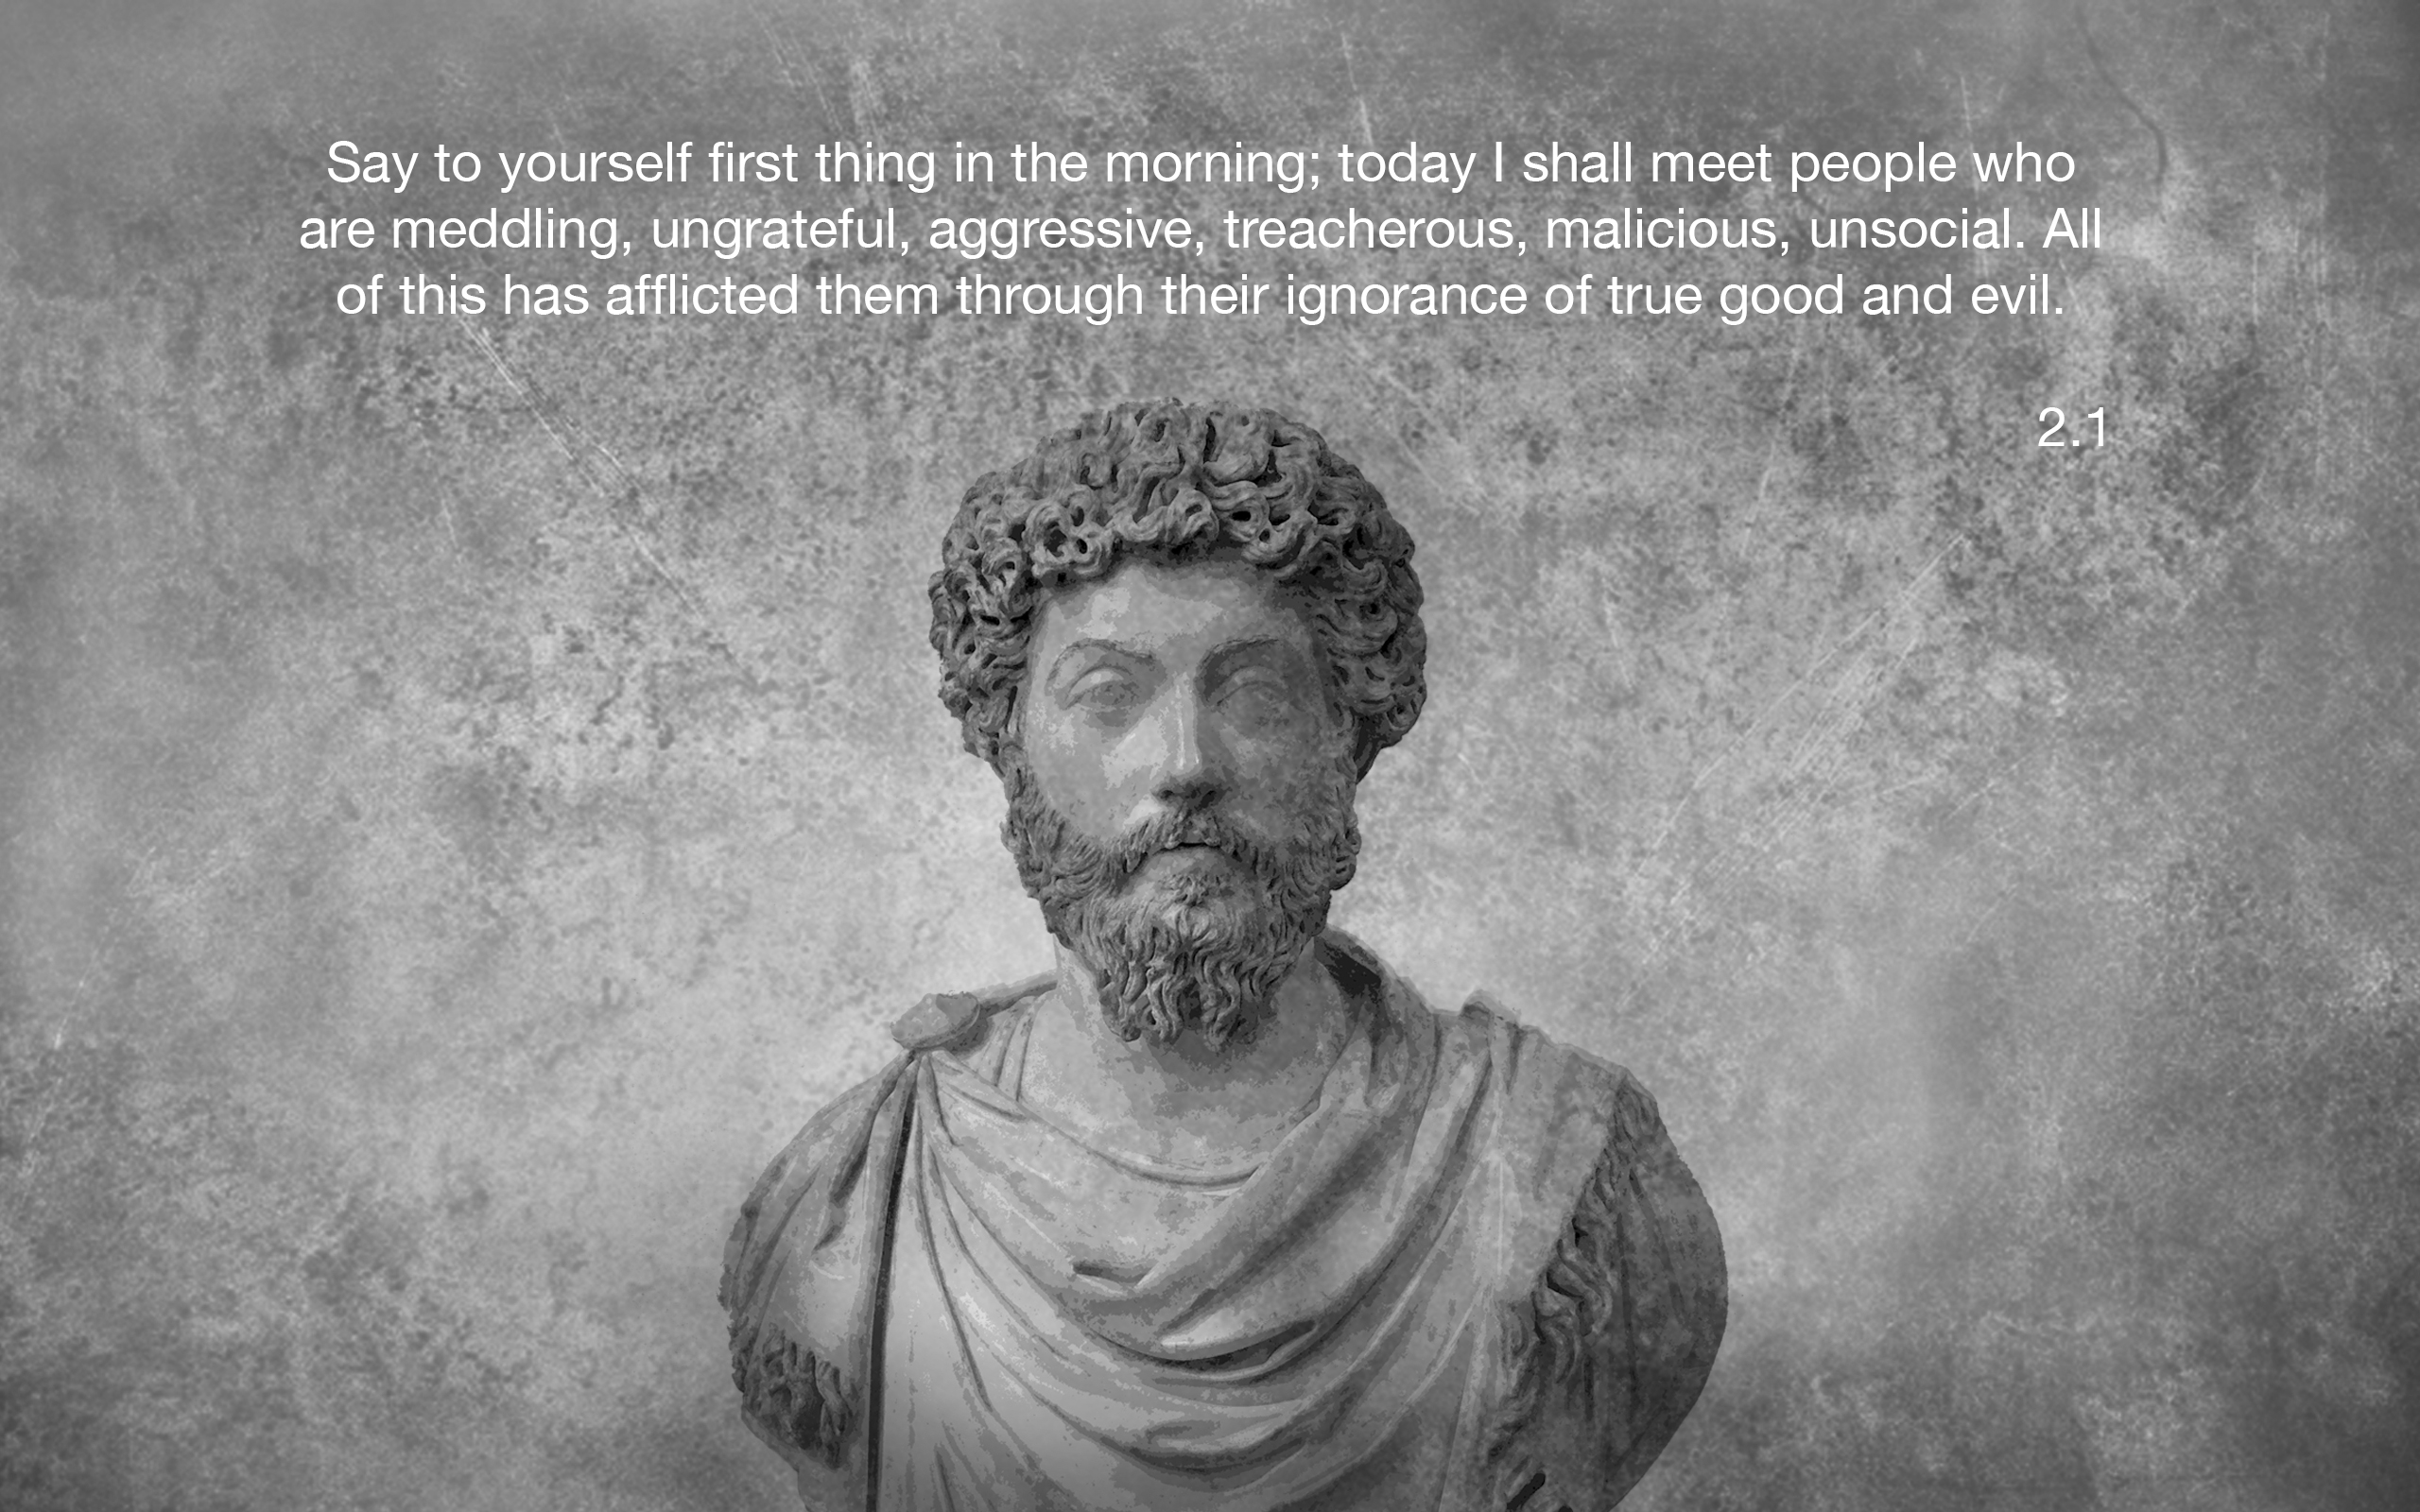 Say to yourself first thing in the morning; today I shall meet people who
are meddling, ungrateful, aggressive, treacherous, malicious, unsocial. All
of this has afflicted them through their ignorance of true good and evil.
2.1